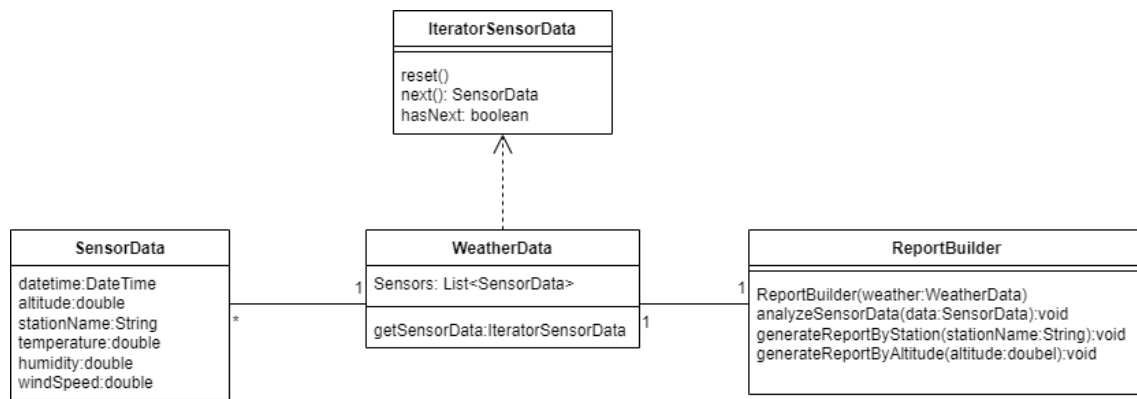 IteratorSensorData
reset()
next(): SensorData
hasNext: boolean
SensorData
datetime:DateTime
altitude:double
stationName:String
temperature:double
humidity:double
windSpeed:double
1
*
WeatherData
Sensors: List<SensorData>
getSensorData:IteratorSensorData
1
1
ReportBuilder
ReportBuilder(weather:WeatherData)
analyzeSensorData(data:SensorData):void
generateReportByStation(stationName:String):void
generateReportByAltitude(altitude:doubel):void